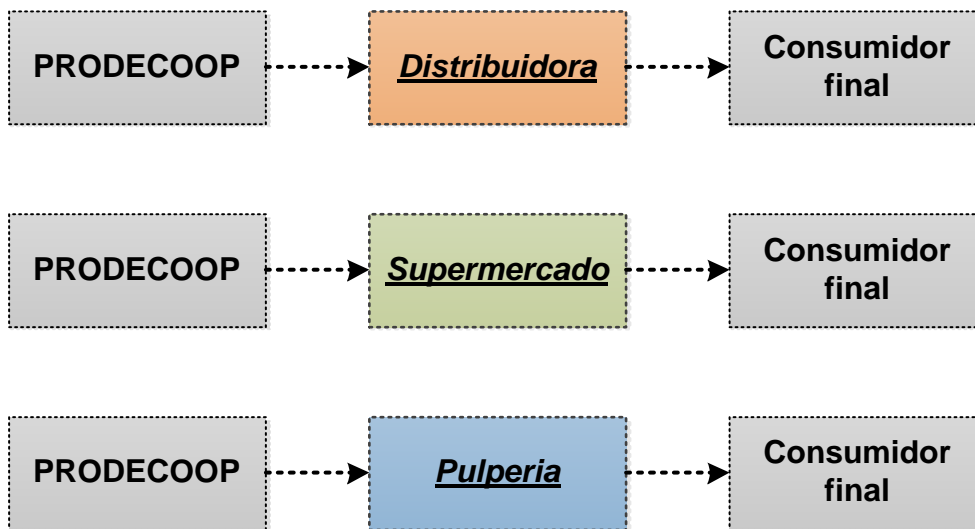 PRODECOOP
Distribuidora
Consumidor
final
PRODECOOP
Supermercado
Consumidor
final
PRODECOOP
Pulperia
Consumidor
final